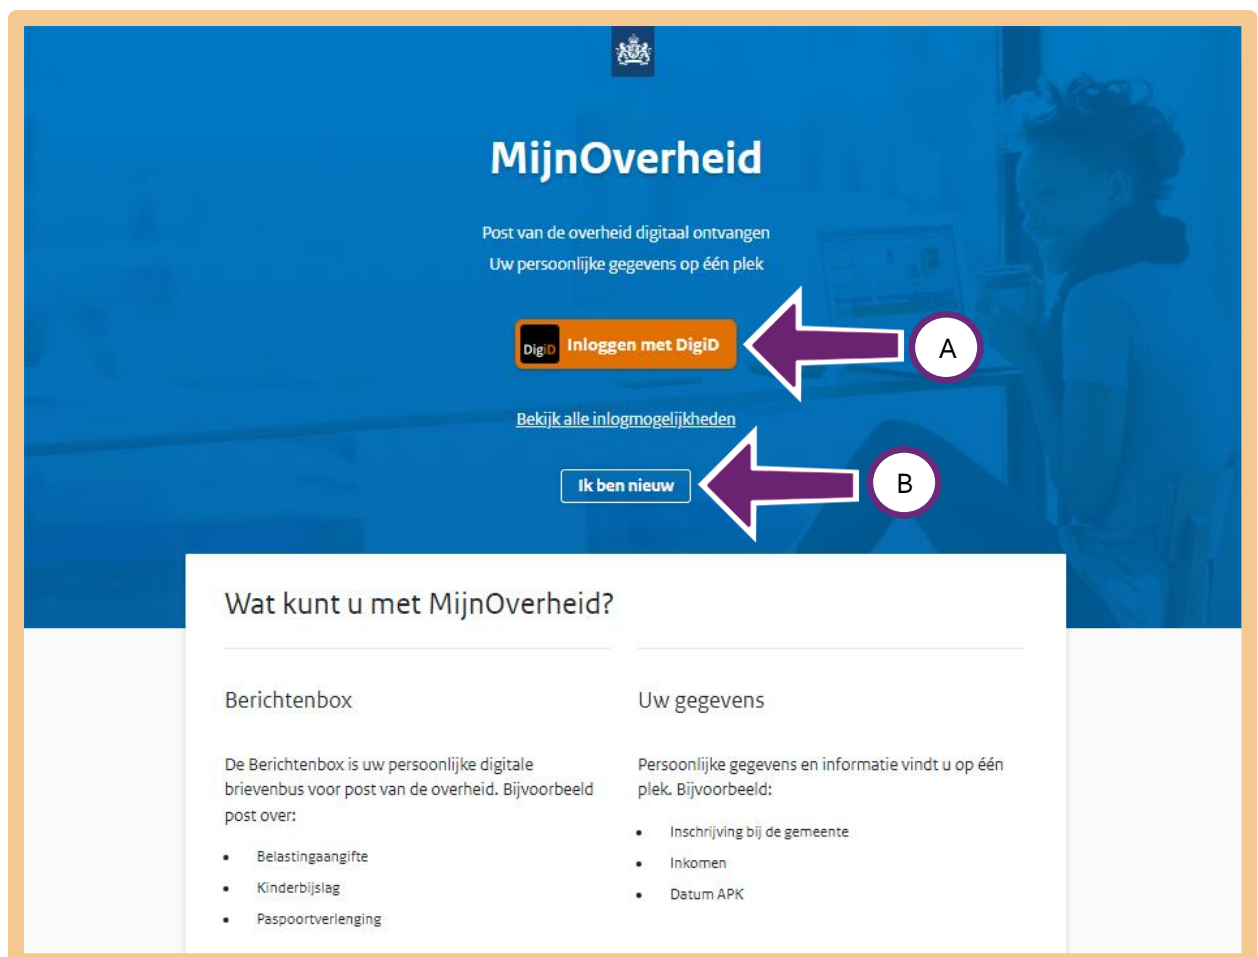 MijnOverheid
Post van de overheid digitaal ontvangen
Uw persoonlijke gegevens op één plek
DigiD Inloggen met DigiD
A
Bekijk alle inlogmogelijkheden
Ik ben nieuw
B
Wat kunt u met MijnOverheid?
Berichtenbox
De Berichtenbox is uw persoonlijke digitale
brievenbus voor post van de overheid. Bijvoorbeeld
post over:
• Belastingaangifte
• Kinderbijslag
• Paspoortverlenging
Uw gegevens
Persoonlijke gegevens en informatie vindt u op één
plek. Bijvoorbeeld:
• Inschrijving bij de gemeente
• Inkomen
• Datum APK